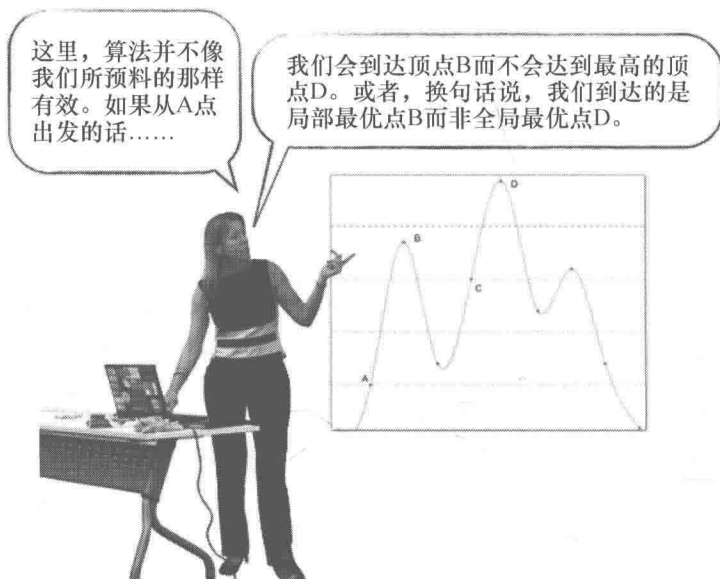 这里，算法并不像
我们所预料的那样
有效。如果从A点
出发的话……
我们会到达顶点B而不会达到最高的顶
点D。或者，换句话说，我们到达的是
局部最优点B而非全局最优点D。
D
B
C
A